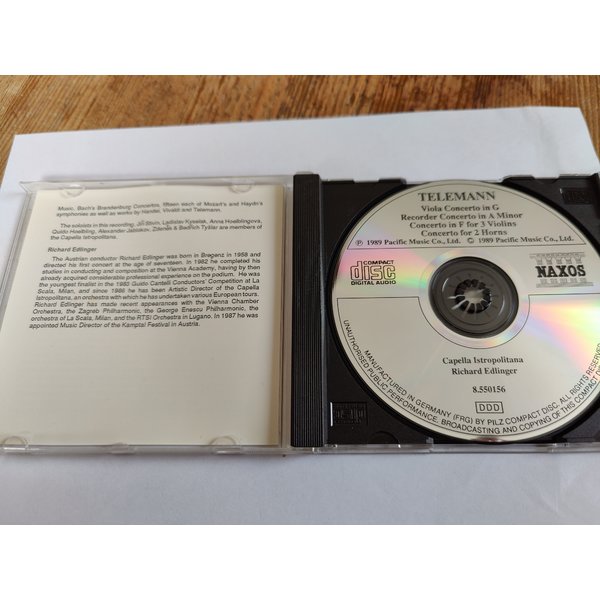 Music, Bach's Brandenburg Concertos, fifteen each of Mozart's and Haydn's
symphonies as well as works by Handel, Vivaldi and Telemann.
The soloists in this recording, Jiří Stivín, Ladislav Kyselak, Anna Hoelblingova,
Quido Hoelbling, Alexander Jablokov, Zdeněk & Bedřich Tylšar are members of
the Capella Istropolitana.
Richard Edlinger
The Austrian conductor Richard Edlinger was born in Bregenz in 1958 and
directed his first concert at the age of seventeen. In 1982 he completed his
studies in conducting and composition at the Vienna Academy, having by then
already acquired considerable professional experience on the podium. He was
the youngest finalist in the 1983 Guido Cantelli Conductors' Competition at La
Scala, Milan, and since 1986 he has been Artistic Director of the Capella
Istropolitana, an orchestra with which he has undertaken various European tours.
Richard Edlinger has made recent appearances with the Vienna Chamber
Orchestra, the Zagreb Philharmonic, the George Enescu Philharmonic, the
orchestra of La Scala, Milan, and the RTSI Orchestra in Lugano. In 1987 he was
appointed Music Director of the Kamptal Festival in Austria.
TELEMANN
Viola Concerto in G
Recorder Concerto in A Minor
Concerto in F for 3 Violins
Concerto for 2 Horns
℗ 1989 Pacific Music Co., Ltd. © 1989 Pacific Music Co., Ltd.
COMPACT
disc
DIGITAL AUDIO
NAXOS
Capella Istropolitana
Richard Edlinger
8.550156
DDD
MANUFACTURED IN GERMANY (FRG) BY PILZ COMPACT DISC. ALL RIGHTS RESERVED.
UNAUTHORISED PUBLIC PERFORMANCE, BROADCASTING AND COPYING OF THIS COMPACT DISC